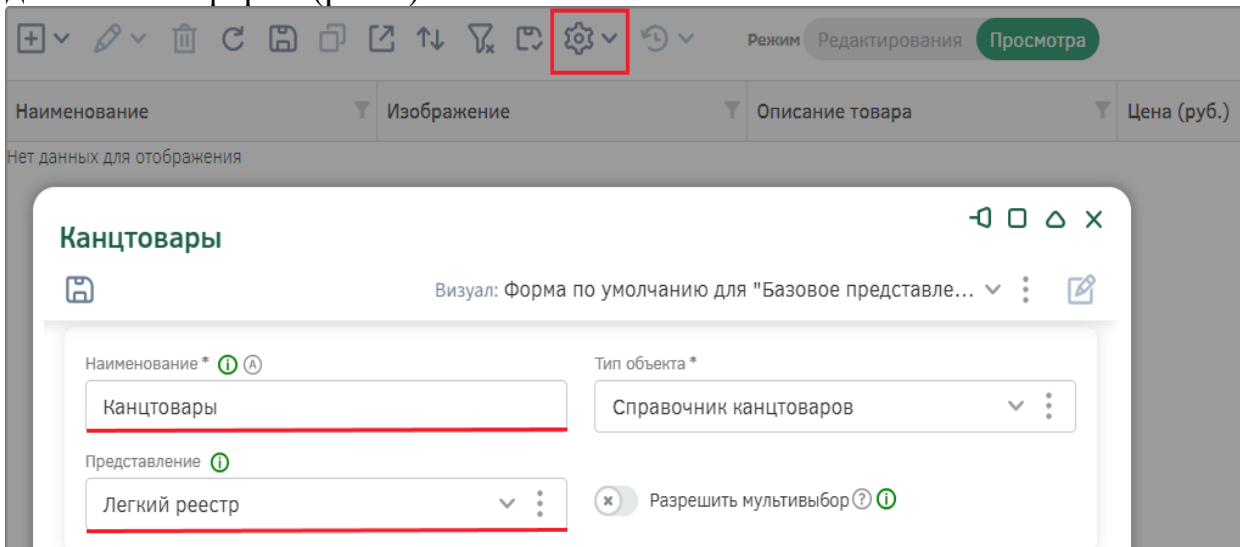 Режим Редактирования Просмотра
Наименование Изображение Описание товара Цена (руб.)
Нет данных для отображения
Канцтовары
Визуал: Форма по умолчанию для "Базовое представле...
Наименование * Тип объекта *
Канцтовары Справочник канцтоваров
Представление
Легкий реестр Разрешить мультивыбор